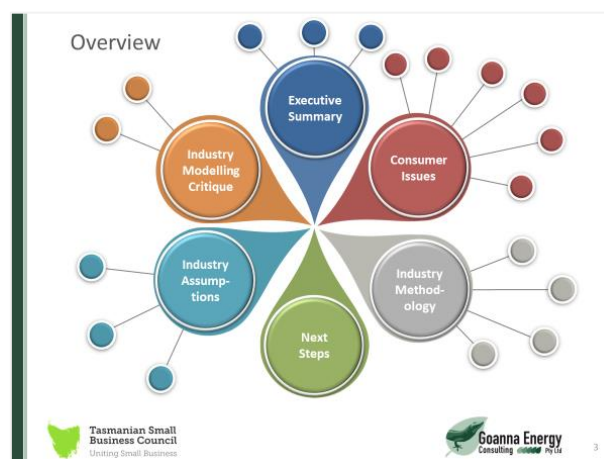 Overview
Executive
Summary
Industry
Modelling
Critique
Consumer
Issues
Industry
Assump-
tions
Industry
Method-
ology
Next
Steps
Tasmanian Small
Business Council
Uniting Small Business
Goanna Energy
Consulting Pty Ltd
3